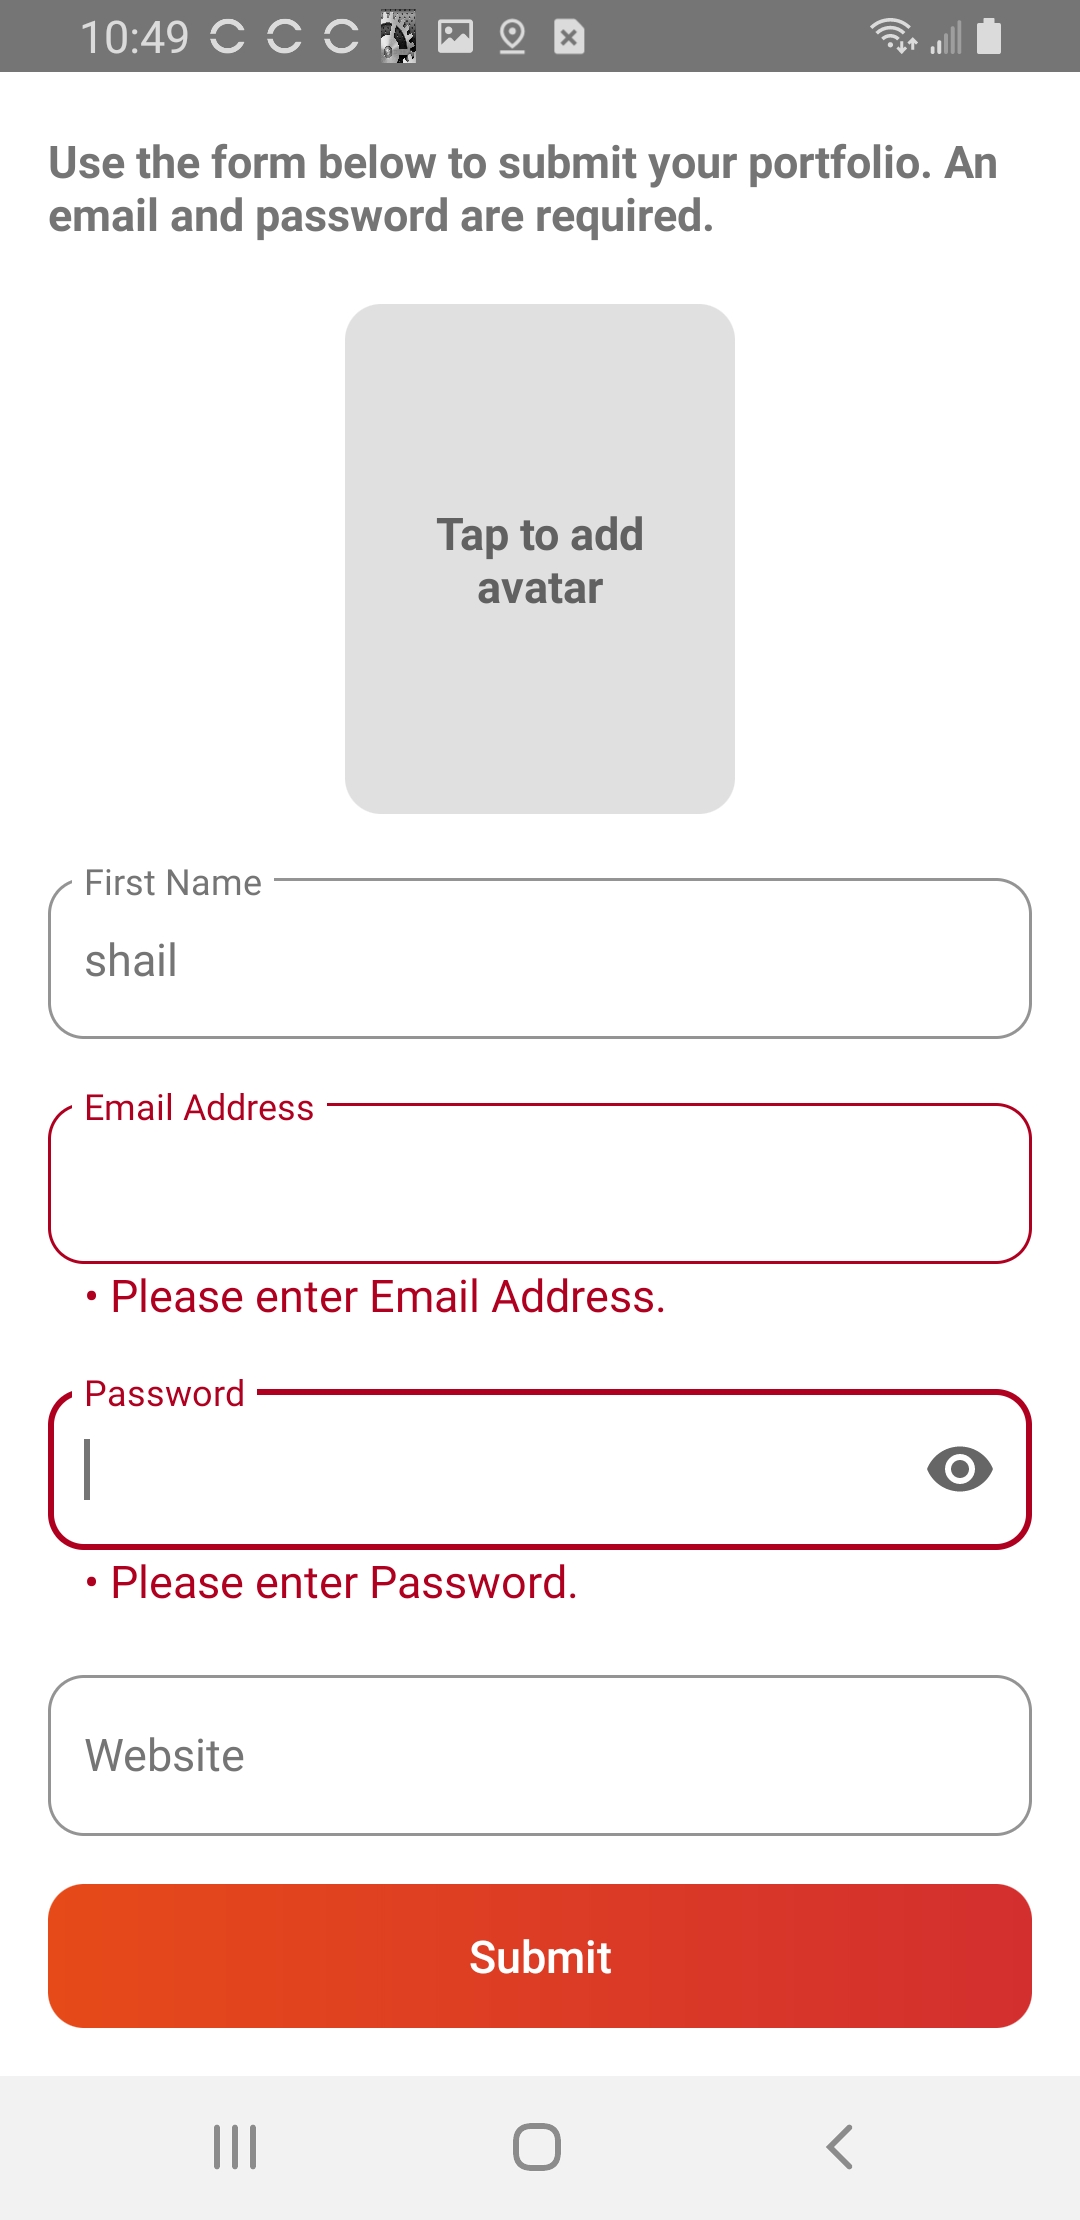 10:49
Use the form below to submit your portfolio. An
email and password are required.
Tap to add
avatar
First Name
shail
Email Address
• Please enter Email Address.
Password
• Please enter Password.
Website
Submit